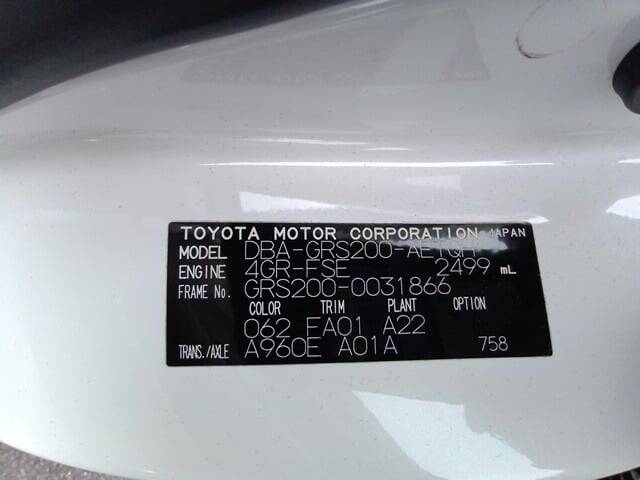 TOYOTA MOTOR CORPORATION JAPAN
MODEL DBA-GRS200-AETQH
ENGINE 4GR-FSE 2499 mL
FRAME No. GRS200-0031866
COLOR TRIM PLANT OPTION
062 FA01 A22
TRANS./AXLE A960E A01A 758